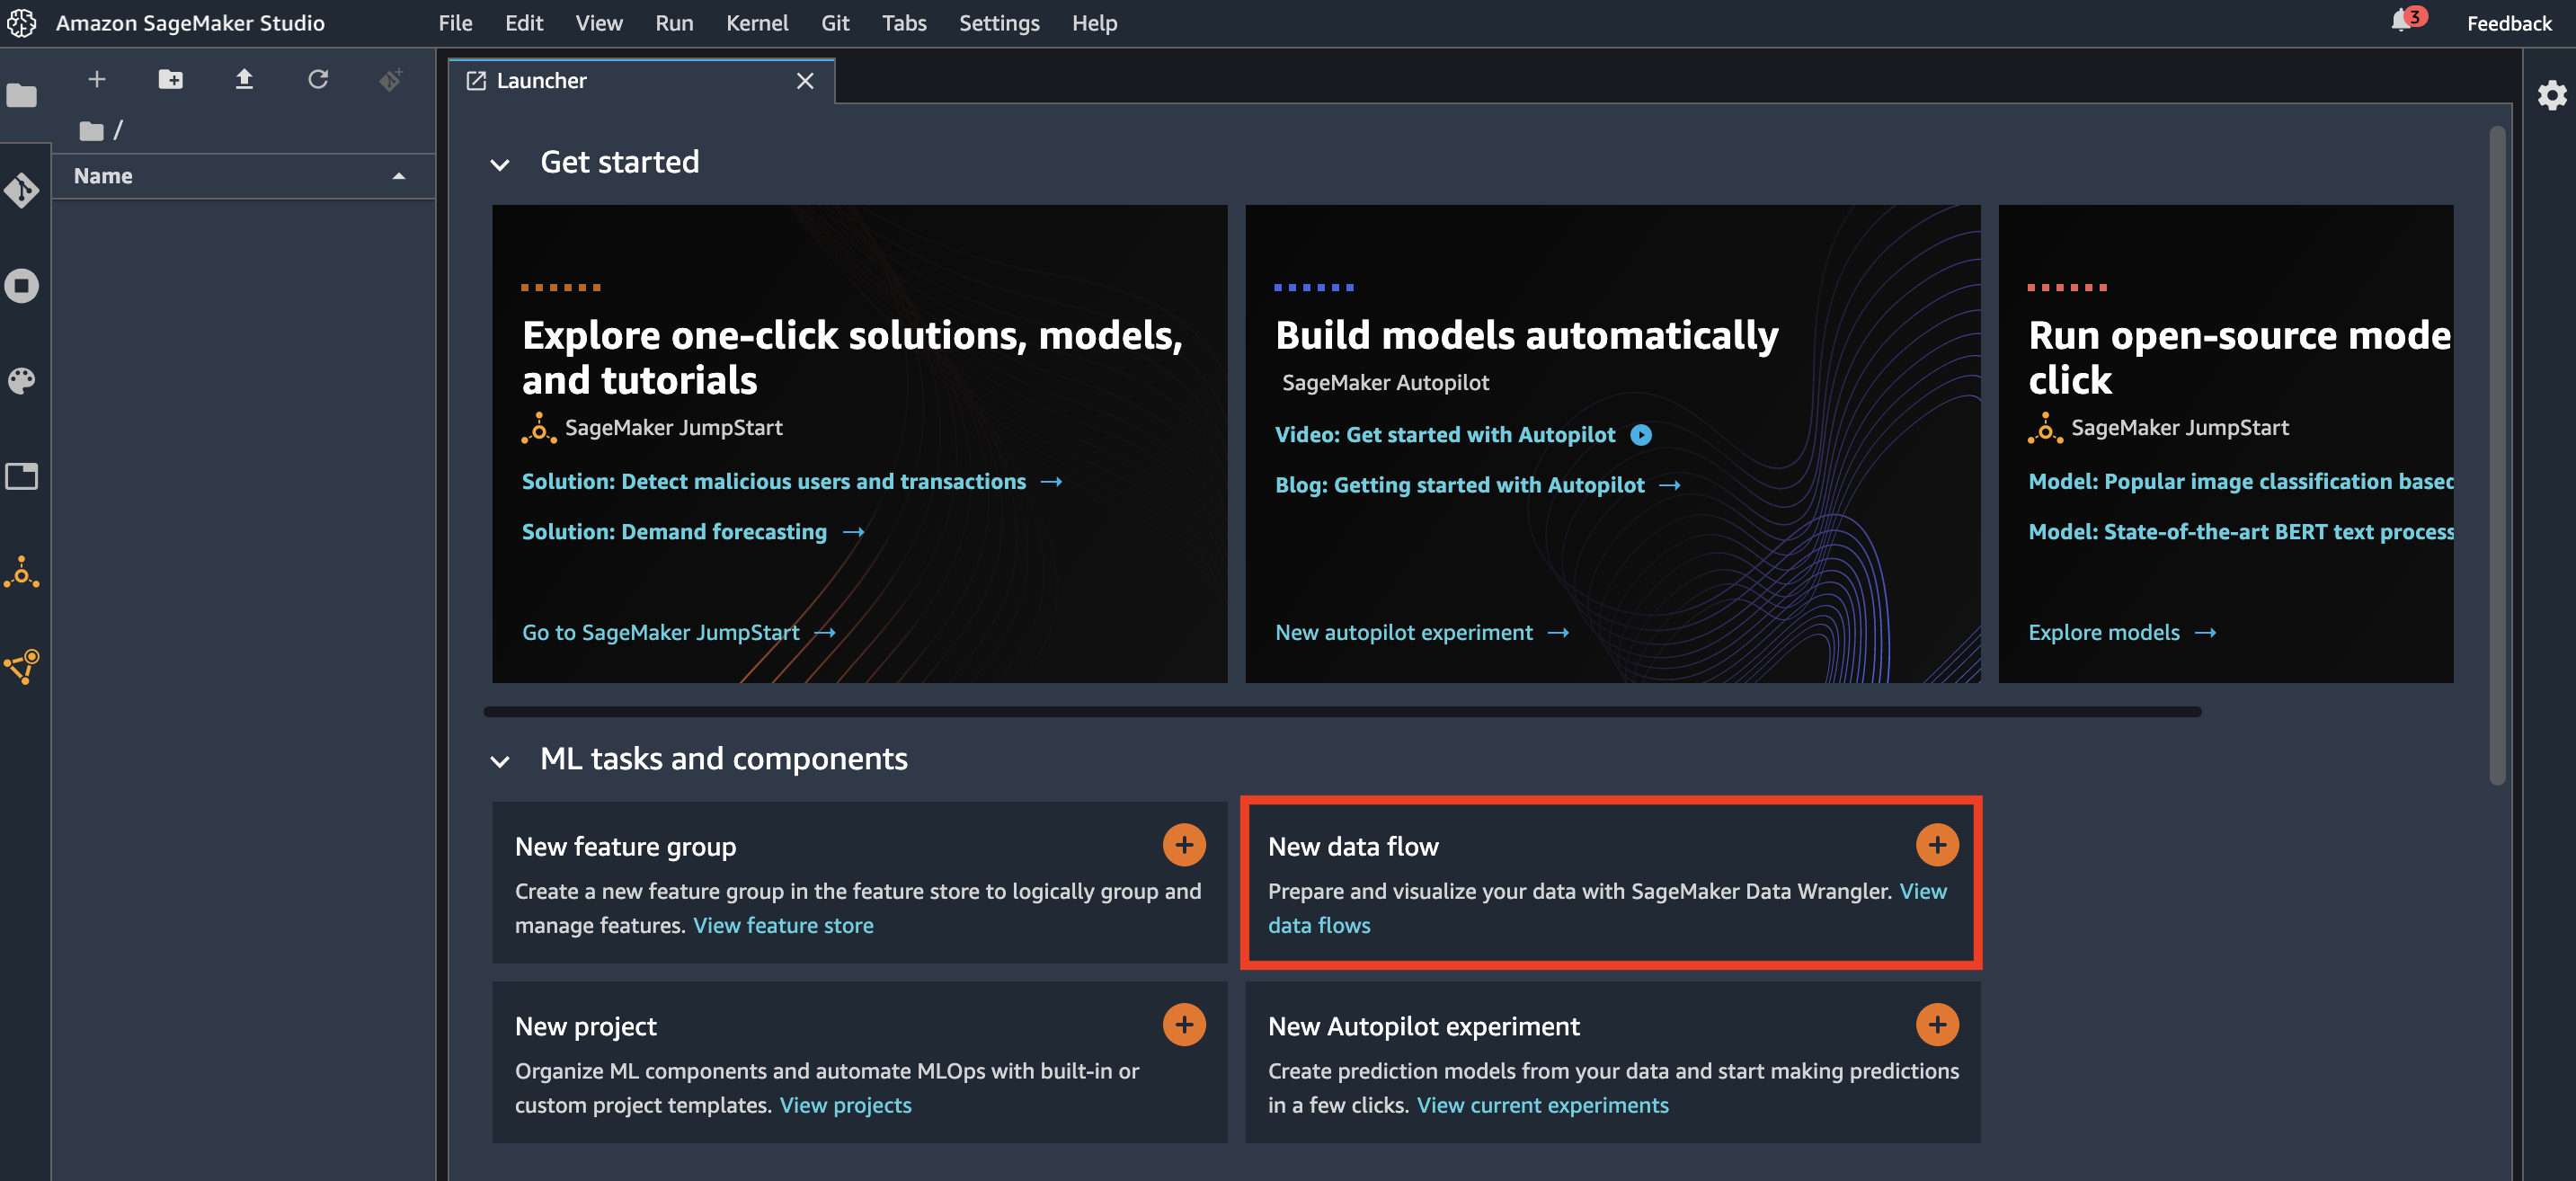 Amazon SageMaker Studio File Edit View Run Kernel Git Tabs Settings Help 3 Feedback
Launcher
/
Name
Get started
Explore one-click solutions, models,
and tutorials
SageMaker JumpStart
Solution: Detect malicious users and transactions →
Solution: Demand forecasting →
Go to SageMaker JumpStart →
Build models automatically
SageMaker Autopilot
Video: Get started with Autopilot
Blog: Getting started with Autopilot →
New autopilot experiment →
Run open-source mode
click
SageMaker JumpStart
Model: Popular image classification based
Model: State-of-the-art BERT text process
Explore models →
ML tasks and components
New feature group
Create a new feature group in the feature store to logically group and
manage features. View feature store
New data flow
Prepare and visualize your data with SageMaker Data Wrangler. View
data flows
New project
Organize ML components and automate MLOps with built-in or
custom project templates. View projects
New Autopilot experiment
Create prediction models from your data and start making predictions
in a few clicks. View current experiments